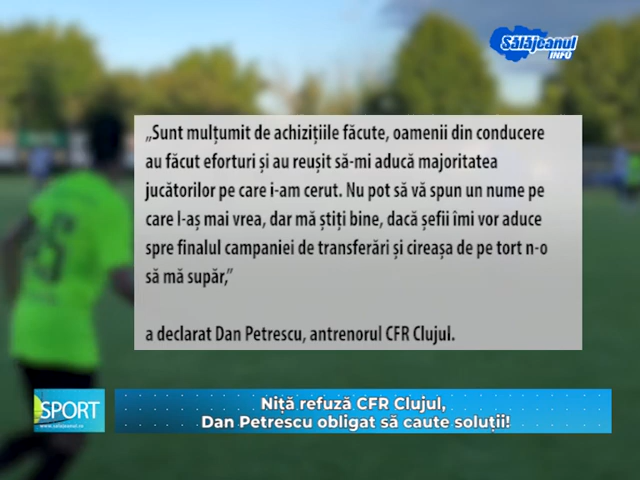 Sălăjeanul
INFO
„Sunt mulțumit de achizițiile făcute, oamenii din conducere
au făcut eforturi și au reușit să-mi aducă majoritatea
jucătorilor pe care i-am cerut. Nu pot să vă spun un nume pe
care l-aș mai vrea, dar mă știți bine, dacă șefii îmi vor aduce
spre finalul campaniei de transferări și cireașa de pe tort n-o
să mă supăr,”
a declarat Dan Petrescu, antrenorul CFR Clujul.
SPORT
www.salajeanul.ro
Niță refuză CFR Clujul,
Dan Petrescu obligat să caute soluții!